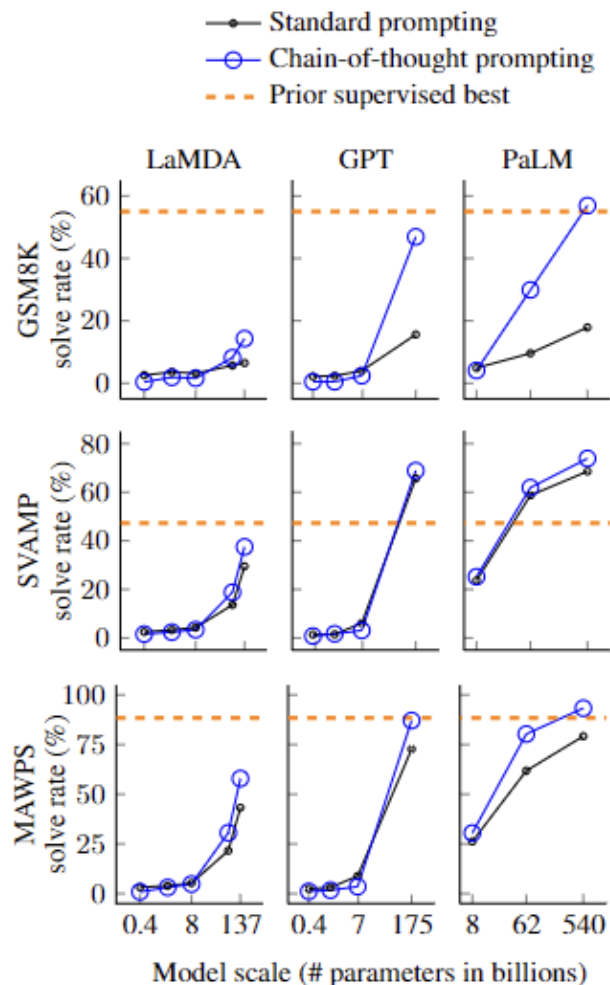 Standard prompting
Chain-of-thought prompting
Prior supervised best
LaMDA GPT PaLM
GSM8K
solve rate (%)
60
40
20
0
SVAMP
solve rate (%)
80
60
40
20
0
MAWPS
solve rate (%)
100
75
50
25
0
0.4 8 137 0.4 7 175 8 62 540
Model scale (# parameters in billions)